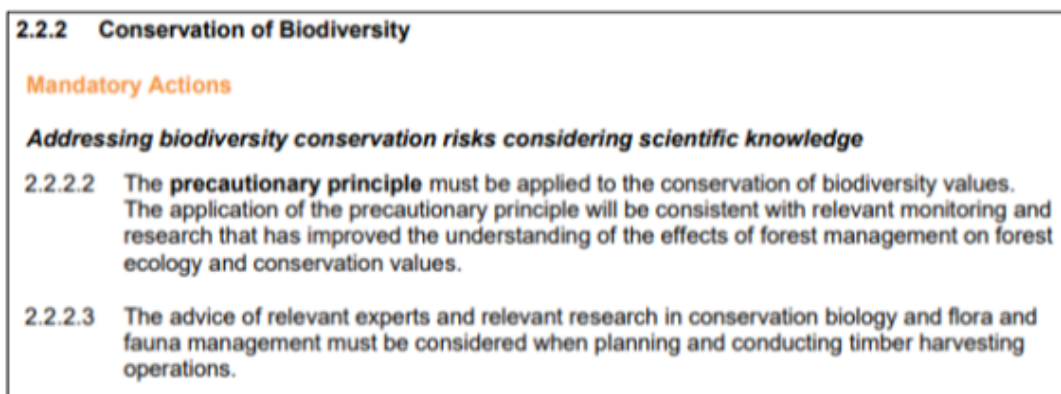 2.2.2 Conservation of Biodiversity
Mandatory Actions
Addressing biodiversity conservation risks considering scientific knowledge
2.2.2.2 The precautionary principle must be applied to the conservation of biodiversity values.
The application of the precautionary principle will be consistent with relevant monitoring and
research that has improved the understanding of the effects of forest management on forest
ecology and conservation values.
2.2.2.3 The advice of relevant experts and relevant research in conservation biology and flora and
fauna management must be considered when planning and conducting timber harvesting
operations.